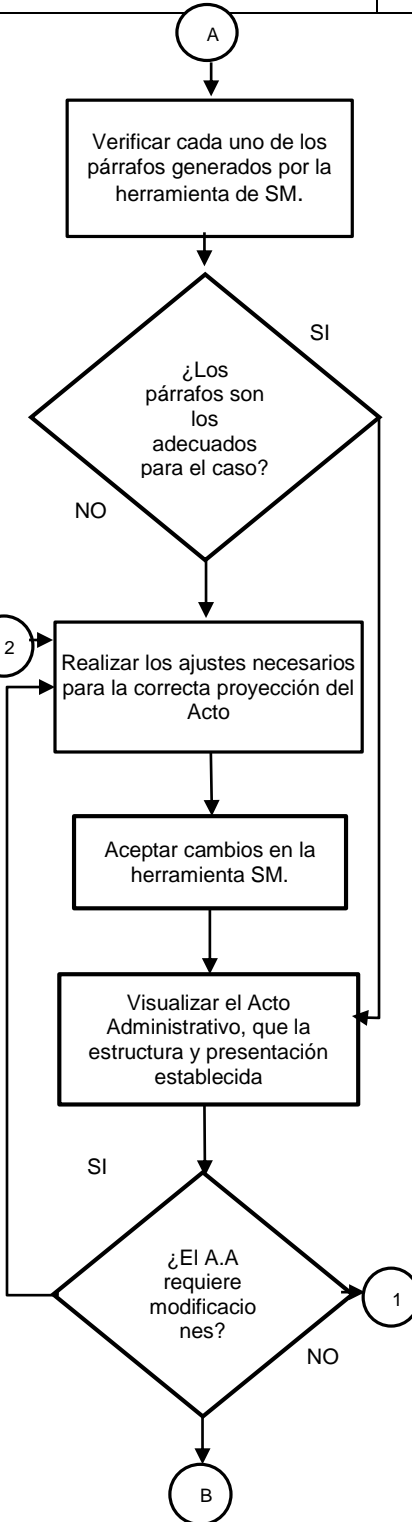 A
Verificar cada uno de los
párrafos generados por la
herramienta de SM.
SI
¿Los
párrafos son
los
adecuados
para el caso?
NO
2
Realizar los ajustes necesarios
para la correcta proyección del
Acto
Aceptar cambios en la
herramienta SM.
Visualizar el Acto
Administrativo, que la
estructura y presentación
establecida
SI
¿El A.A
requiere
modificacio
nes?
1
NO
B